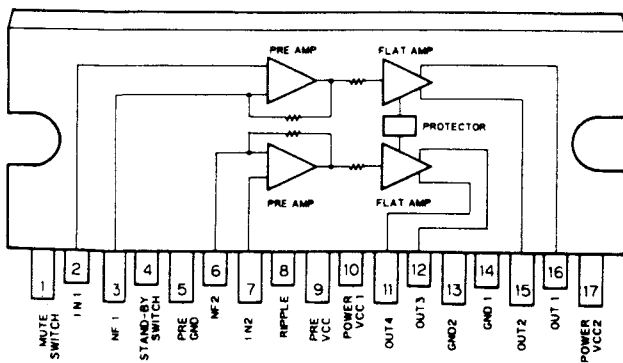 PRE AMP
FLAT AMP
PROTECTOR
PRE AMP
FLAT AMP
1
2
3
4
5
6
7
8
9
10
11
12
13
14
15
16
17
MUTE
SWITCH
IN 1
NF 1
STAND-BY
SWITCH
PRE
GND
NF2
IN2
RIPPLE
PRE
VCC
POWER
VCC 1
OUT4
OUT3
GND2
GND 1
OUT2
OUT 1
POWER
VCC2